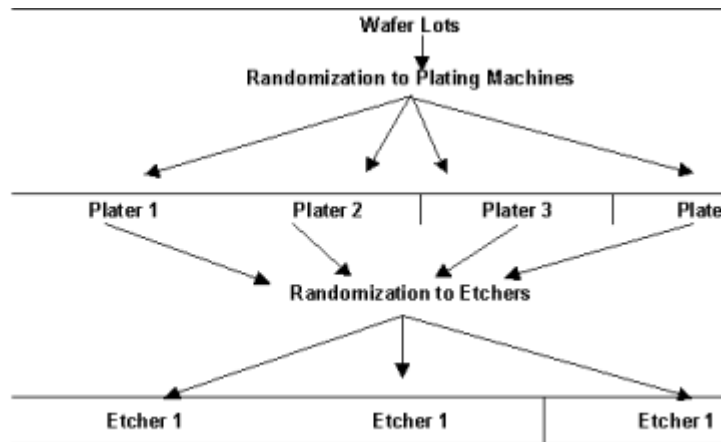 Wafer Lots
Randomization to Plating Machines
Plater 1 Plater 2 Plater 3 Plate
Randomization to Etchers
Etcher 1 Etcher 1 Etcher 1